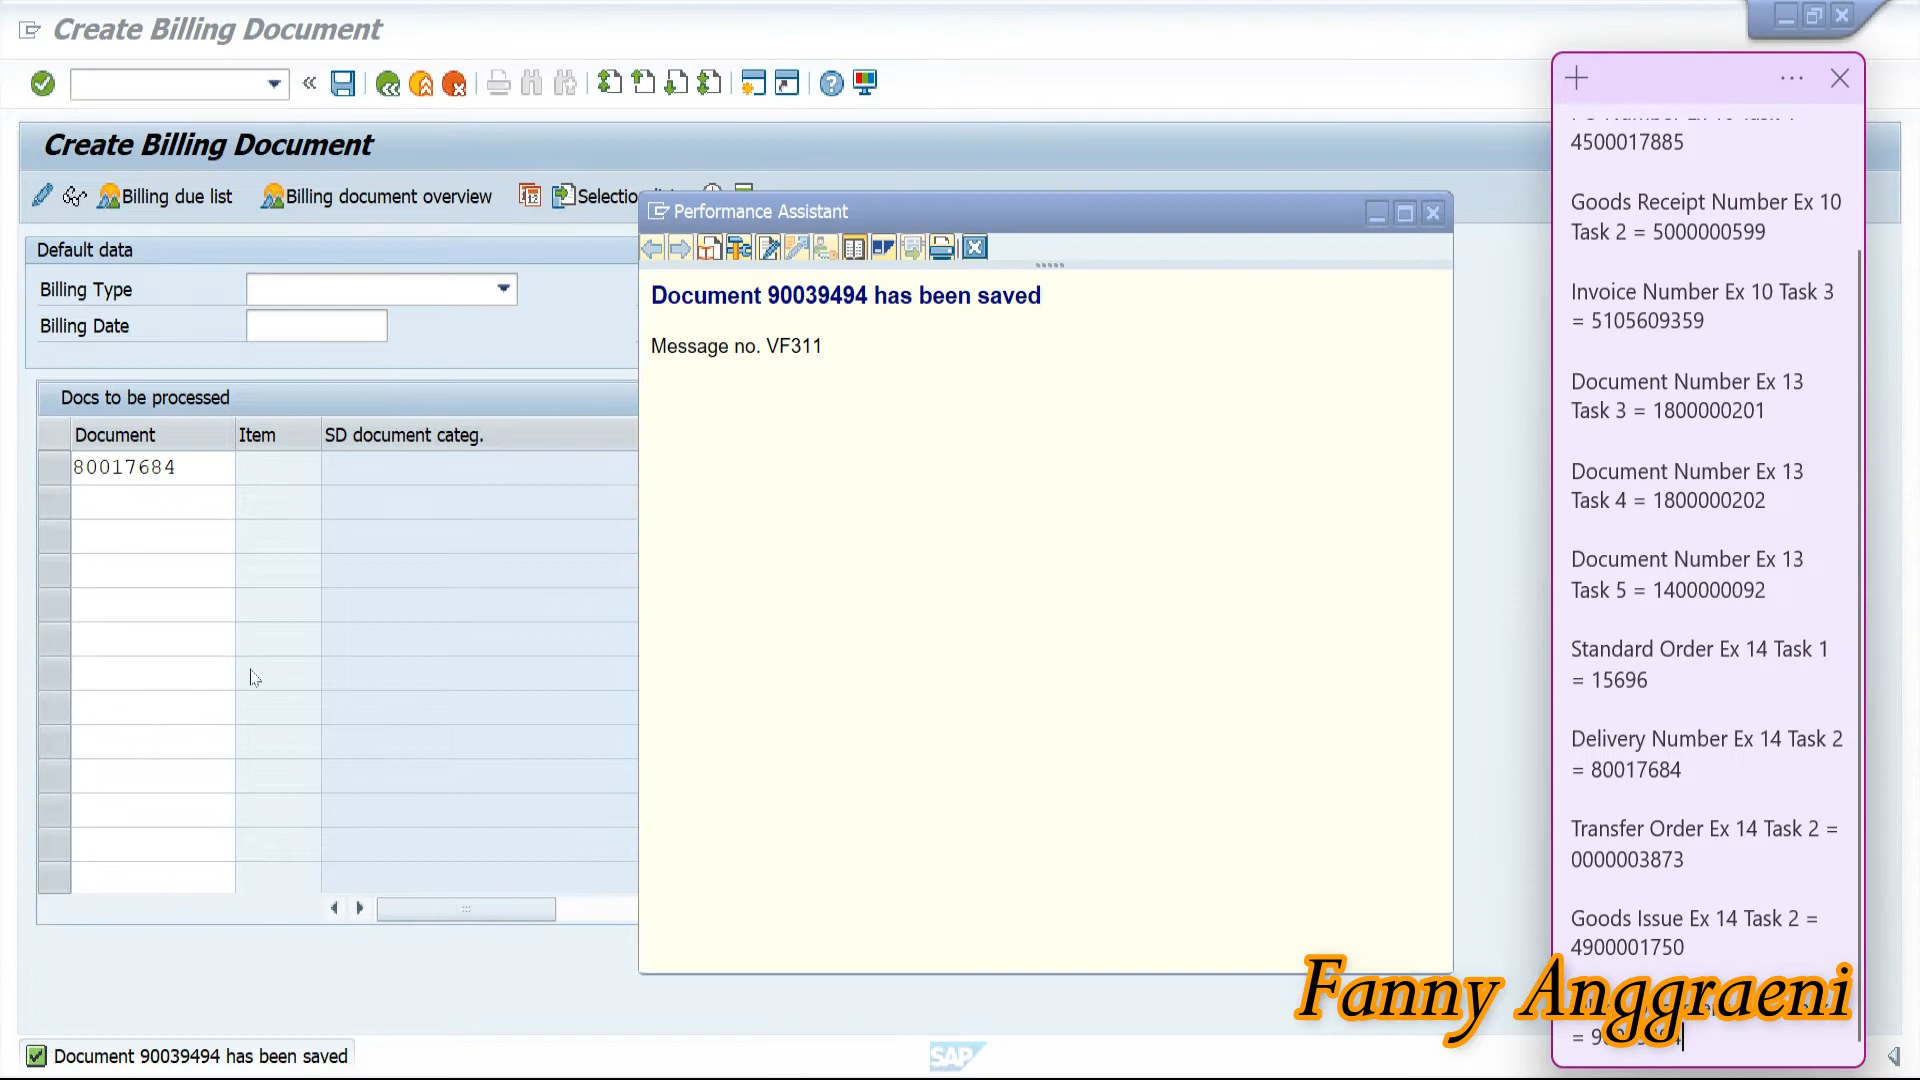 Create Billing Document
Create Billing Document
Billing due list
Billing document overview
Selectio
Default data
Billing Type
Billing Date
Docs to be processed
Document Item SD document categ.
80017684
Document 90039494 has been saved
SAP
Performance Assistant
Document 90039494 has been saved
Message no. VF311
4500017885
Goods Receipt Number Ex 10
Task 2 = 5000000599
Invoice Number Ex 10 Task 3
= 5105609359
Document Number Ex 13
Task 3 = 1800000201
Document Number Ex 13
Task 4 = 1800000202
Document Number Ex 13
Task 5 = 1400000092
Standard Order Ex 14 Task 1
= 15696
Delivery Number Ex 14 Task 2
= 80017684
Transfer Order Ex 14 Task 2 =
0000003873
Goods Issue Ex 14 Task 2 =
4900001750
Fanny Anggraeni